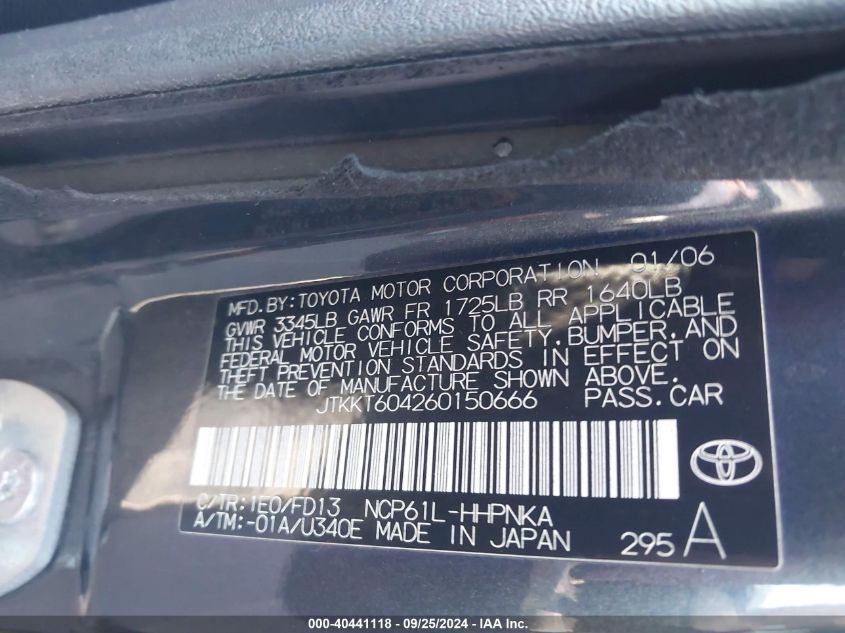 MFD.BY:TOYOTA MOTOR CORPORATION 01/06
GVWR 3345LB GAWR FR 1725LB RR 1640LB
THIS VEHICLE CONFORMS TO ALL APPLICABLE
FEDERAL MOTOR VEHICLE SAFETY,BUMPER,AND
THEFT PREVENTION STANDARDS IN EFFECT ON
THE DATE OF MANUFACTURE SHOWN ABOVE.
JTKKT604260150666 PASS.CAR
C/TR:1E0/FD13 NCP61L-HHPNKA
A/TM:-01A/U340E MADE IN JAPAN 295 A
000-40441118 - 09/25/2024 - IAA Inc.